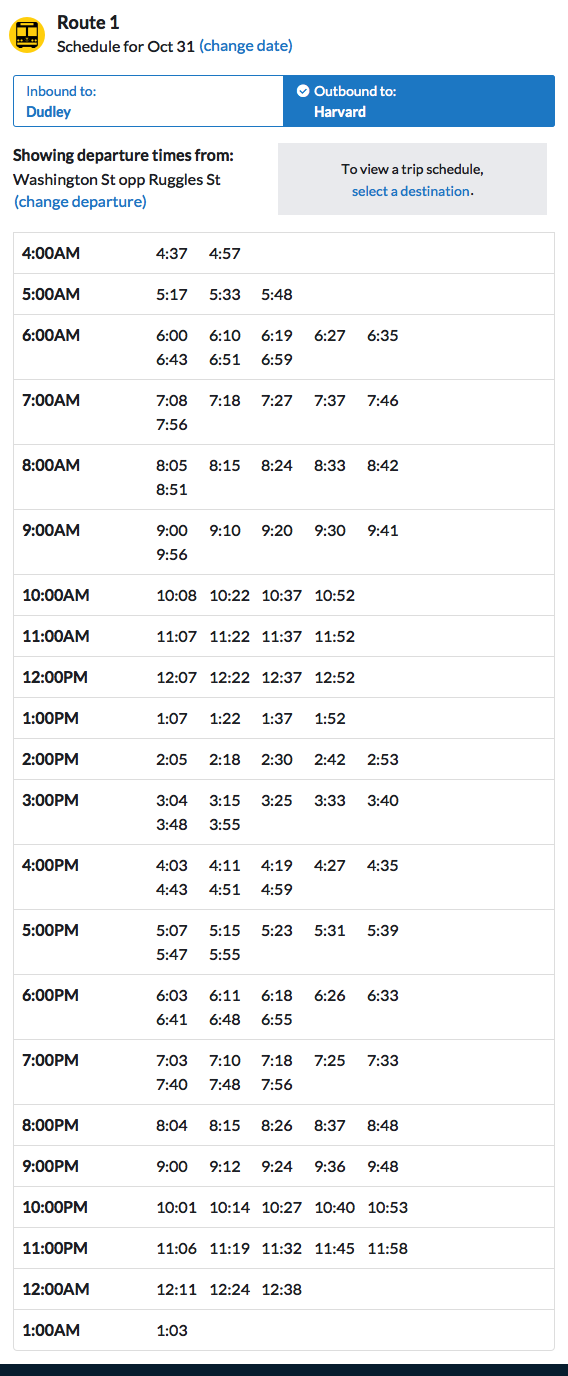 Route 1
Schedule for Oct 31 (change date)
Inbound to:
Dudley
Outbound to:
Harvard
Showing departure times from:
Washington St opp Ruggles St
(change departure)
To view a trip schedule,
select a destination.
4:00AM 4:37 4:57
5:00AM 5:17 5:33 5:48
6:00AM 6:00 6:10 6:19 6:27 6:35
6:43 6:51 6:59
7:00AM 7:08 7:18 7:27 7:37 7:46
7:56
8:00AM 8:05 8:15 8:24 8:33 8:42
8:51
9:00AM 9:00 9:10 9:20 9:30 9:41
9:56
10:00AM 10:08 10:22 10:37 10:52
11:00AM 11:07 11:22 11:37 11:52
12:00PM 12:07 12:22 12:37 12:52
1:00PM 1:07 1:22 1:37 1:52
2:00PM 2:05 2:18 2:30 2:42 2:53
3:00PM 3:04 3:15 3:25 3:33 3:40
3:48 3:55
4:00PM 4:03 4:11 4:19 4:27 4:35
4:43 4:51 4:59
5:00PM 5:07 5:15 5:23 5:31 5:39
5:47 5:55
6:00PM 6:03 6:11 6:18 6:26 6:33
6:41 6:48 6:55
7:00PM 7:03 7:10 7:18 7:25 7:33
7:40 7:48 7:56
8:00PM 8:04 8:15 8:26 8:37 8:48
9:00PM 9:00 9:12 9:24 9:36 9:48
10:00PM 10:01 10:14 10:27 10:40 10:53
11:00PM 11:06 11:19 11:32 11:45 11:58
12:00AM 12:11 12:24 12:38
1:00AM 1:03